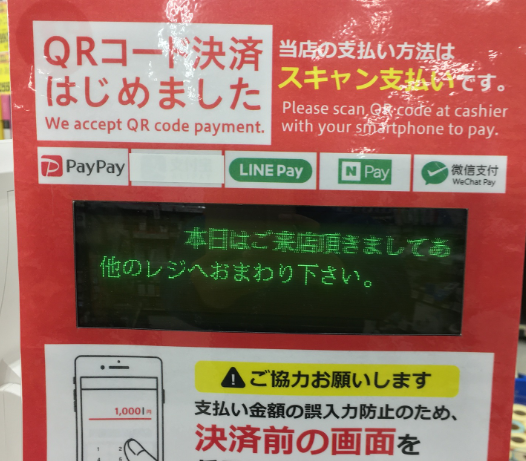 QRコード決済
はじめました
We accept QR code payment.
当店の支払い方法は
スキャン支払いです。
Please scan QR code at cashier
with your smartphone to pay.
PayPay
LINE Pay
N Pay
微信支付
WeChat Pay
本日はご来店頂きましてあ
他のレジへおまわり下さい。
1,000
ご協力お願いします
支払い金額の誤入力防止のため、
決済前の画面を